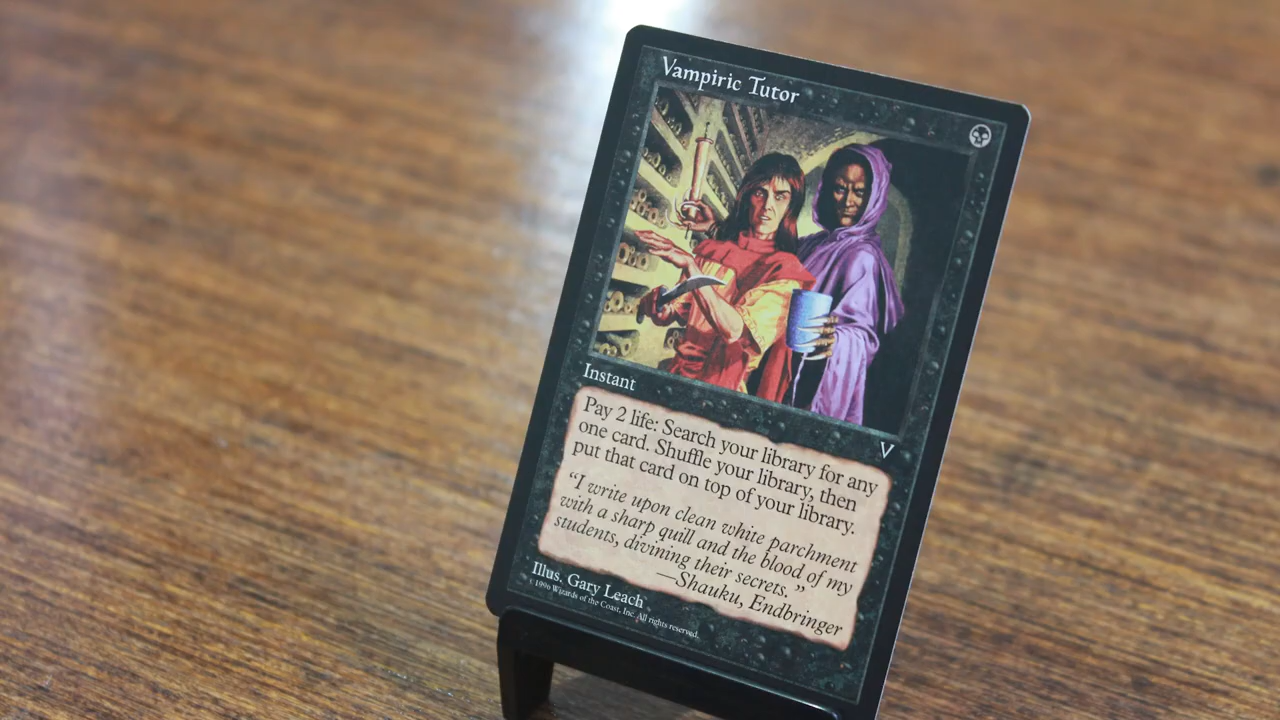 Vampiric Tutor
Instant
V
Pay 2 life: Search your library for any
one card. Shuffle your library, then
put that card on top of your library.
“I write upon clean white parchment
with a sharp quill and the blood of my
students, divining their secrets.”
—Shauku, Endbringer
Illus. Gary Leach
© 1996 Wizards of the Coast, Inc. All rights reserved.